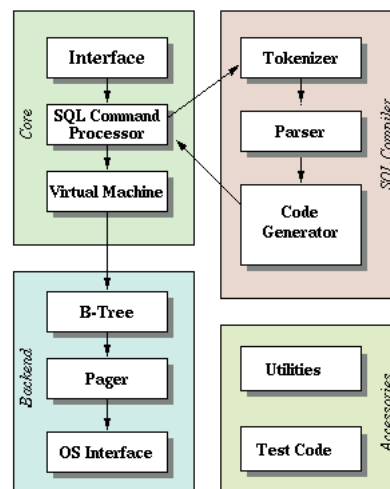 Core
Interface
SQL Command
Processor
Virtual Machine
SQL Compiler
Tokenizer
Parser
Code
Generator
Backend
B-Tree
Pager
OS Interface
Accessories
Utilities
Test Code